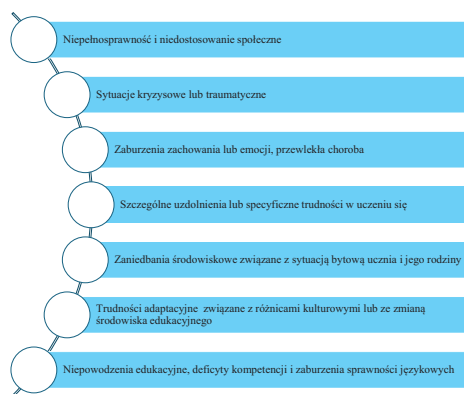 Niepełnosprawność i niedostosowanie społeczne
Sytuacje kryzysowe lub traumatyczne
Zaburzenia zachowania lub emocji, przewlekła choroba
Szczególne uzdolnienia lub specyficzne trudności w uczeniu się
Zaniedbania środowiskowe związane z sytuacją bytową ucznia i jego rodziny
Trudności adaptacyjne związane z różnicami kulturowymi lub ze zmianą
środowiska edukacyjnego
Niepowodzenia edukacyjne, deficyty kompetencji i zaburzenia sprawności językowych